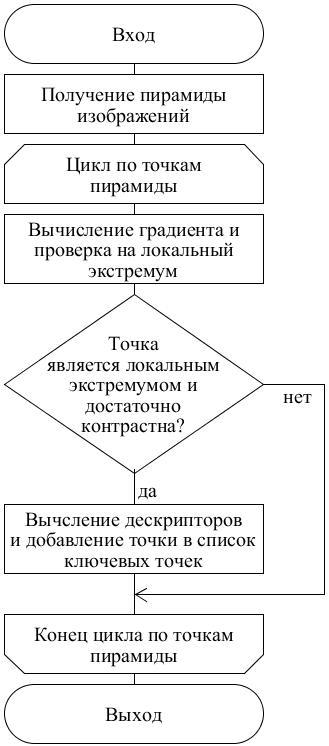 Вход
Получение пирамиды
изображений
Цикл по точкам
пирамиды
Вычисление градиента и
проверка на локальный
экстремум
Точка
является локальным
экстремумом и
достаточно
контрастна?
нет
да
Вычсление дескрипторов
и добавление точки в список
ключевых точек
Конец цикла по точкам
пирамиды
Выход